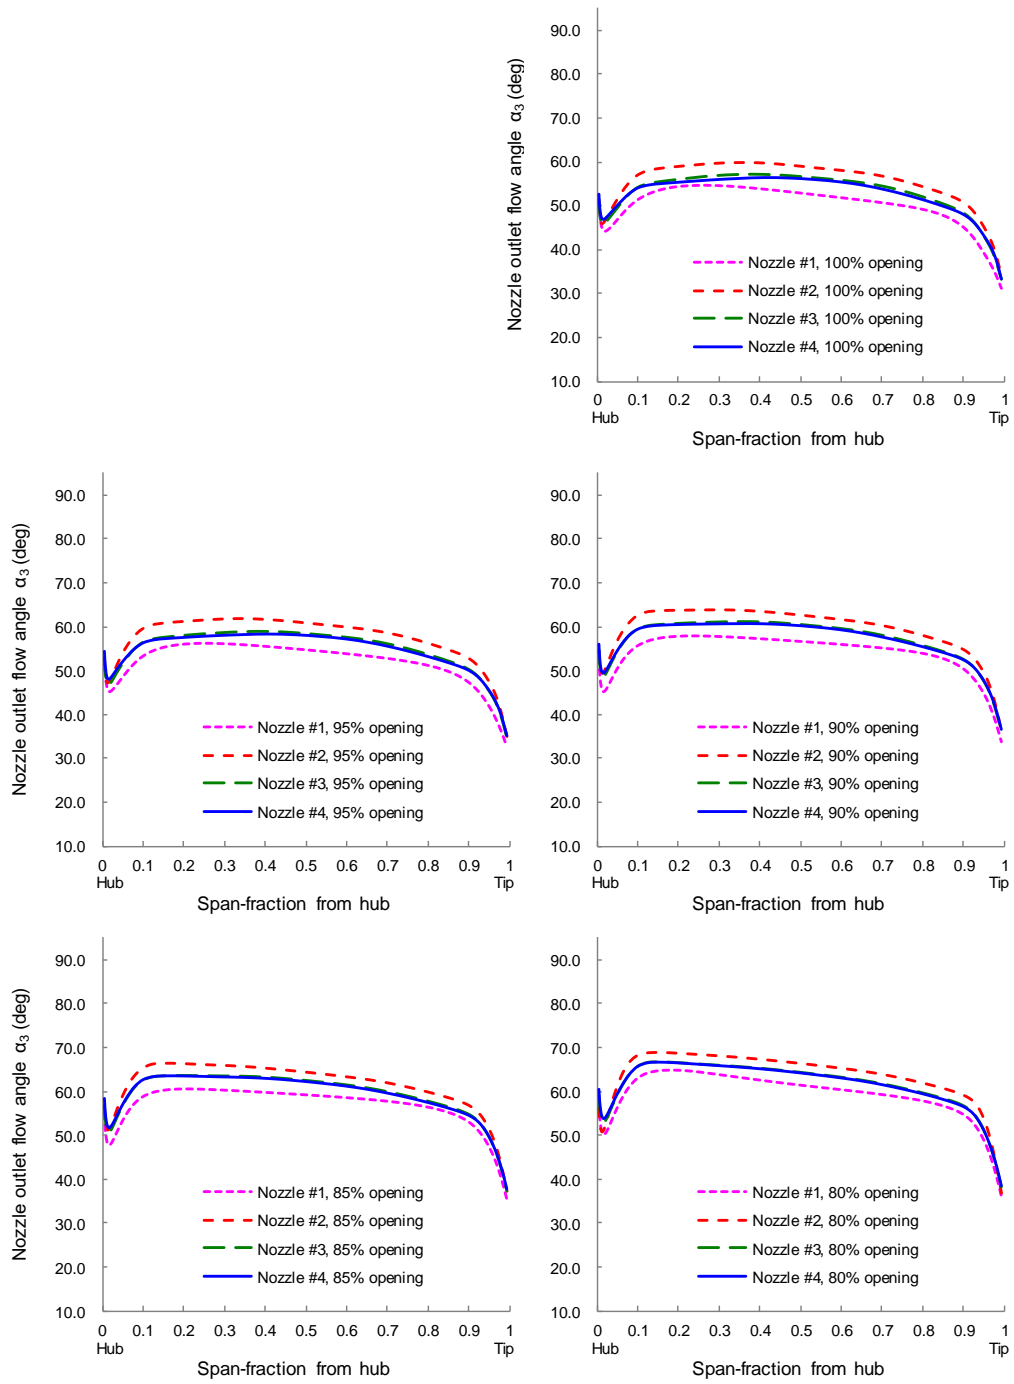 Nozzle outlet flow angle α3 (deg)
90.0
80.0
70.0
60.0
50.0
40.0
30.0
20.0
10.0
Nozzle #1, 100% opening
Nozzle #2, 100% opening
Nozzle #3, 100% opening
Nozzle #4, 100% opening
0 0.1 0.2 0.3 0.4 0.5 0.6 0.7 0.8 0.9 1
Hub Tip
Span-fraction from hub
Nozzle outlet flow angle α3 (deg)
90.0
80.0
70.0
60.0
50.0
40.0
30.0
20.0
10.0
Nozzle #1, 95% opening
Nozzle #2, 95% opening
Nozzle #3, 95% opening
Nozzle #4, 95% opening
0 0.1 0.2 0.3 0.4 0.5 0.6 0.7 0.8 0.9 1
Hub Tip
Span-fraction from hub
90.0
80.0
70.0
60.0
50.0
40.0
30.0
20.0
10.0
Nozzle #1, 90% opening
Nozzle #2, 90% opening
Nozzle #3, 90% opening
Nozzle #4, 90% opening
0 0.1 0.2 0.3 0.4 0.5 0.6 0.7 0.8 0.9 1
Hub Tip
Span-fraction from hub
Nozzle outlet flow angle α3 (deg)
90.0
80.0
70.0
60.0
50.0
40.0
30.0
20.0
10.0
Nozzle #1, 85% opening
Nozzle #2, 85% opening
Nozzle #3, 85% opening
Nozzle #4, 85% opening
0 0.1 0.2 0.3 0.4 0.5 0.6 0.7 0.8 0.9 1
Hub Tip
Span-fraction from hub
90.0
80.0
70.0
60.0
50.0
40.0
30.0
20.0
10.0
Nozzle #1, 80% opening
Nozzle #2, 80% opening
Nozzle #3, 80% opening
Nozzle #4, 80% opening
0 0.1 0.2 0.3 0.4 0.5 0.6 0.7 0.8 0.9 1
Hub Tip
Span-fraction from hub